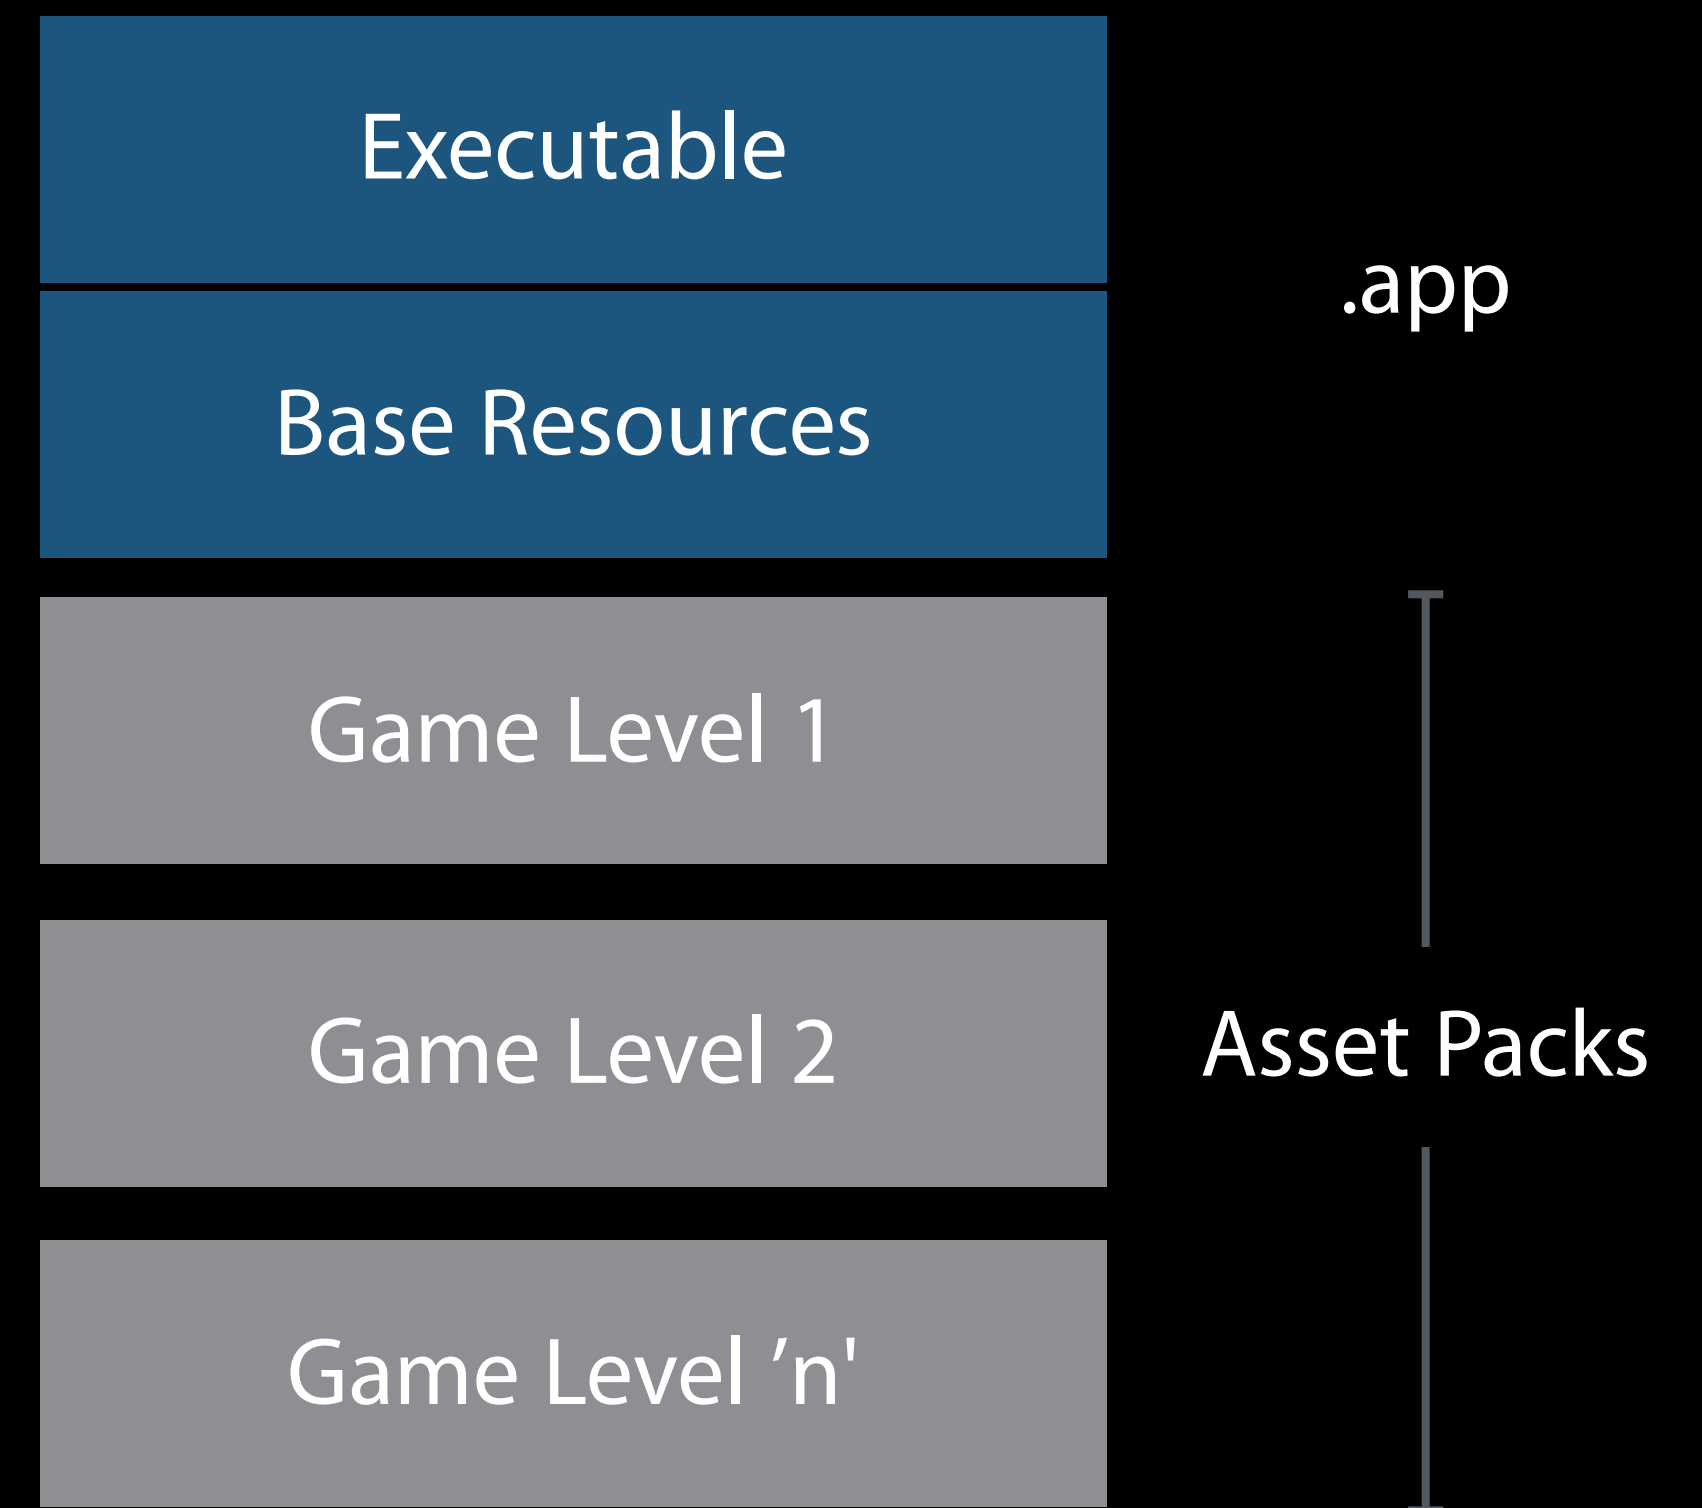 Executable
.app
Base Resources
Game Level 1
Game Level 2
Asset Packs
Game Level ’n'